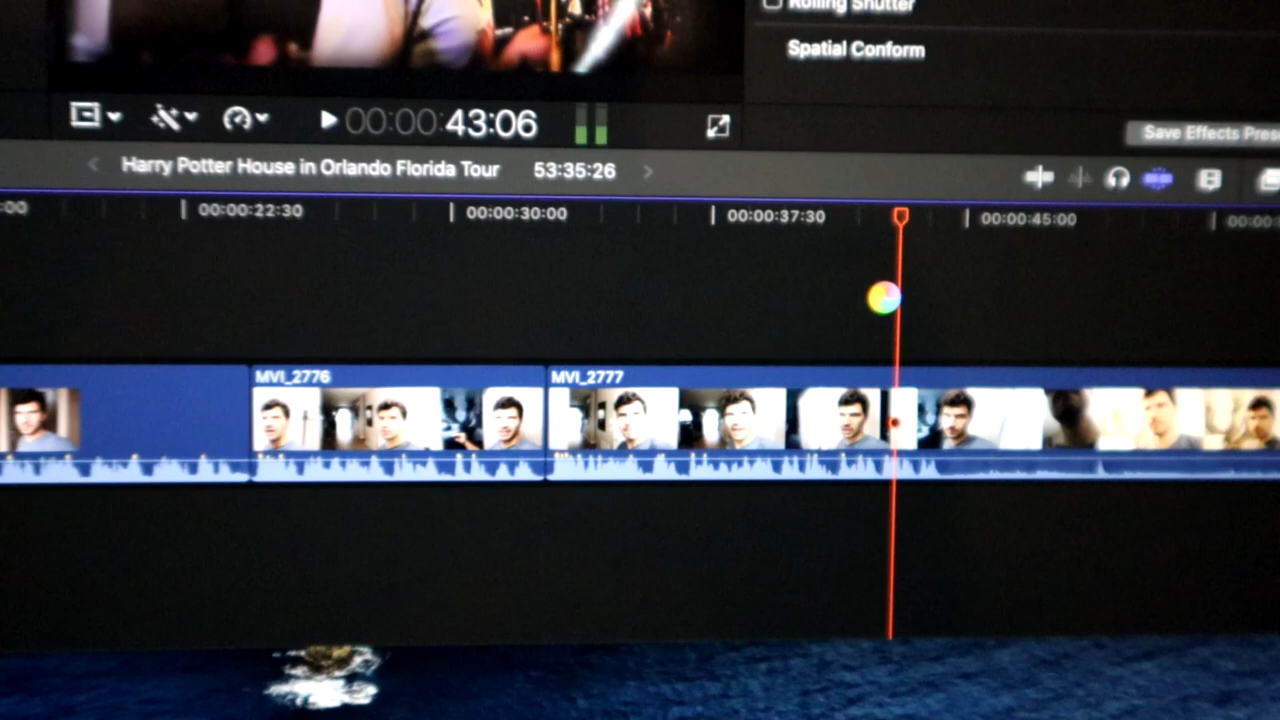 Rolling Shutter
Spatial Conform
00:00:43:06
Save Effects
Harry Potter House in Orlando Florida Tour 53:35:26
:00 00:00:22:30 00:00:30:00 00:00:37:30 00:00:45:00 00:00:
MVI_2776 MVI_2777